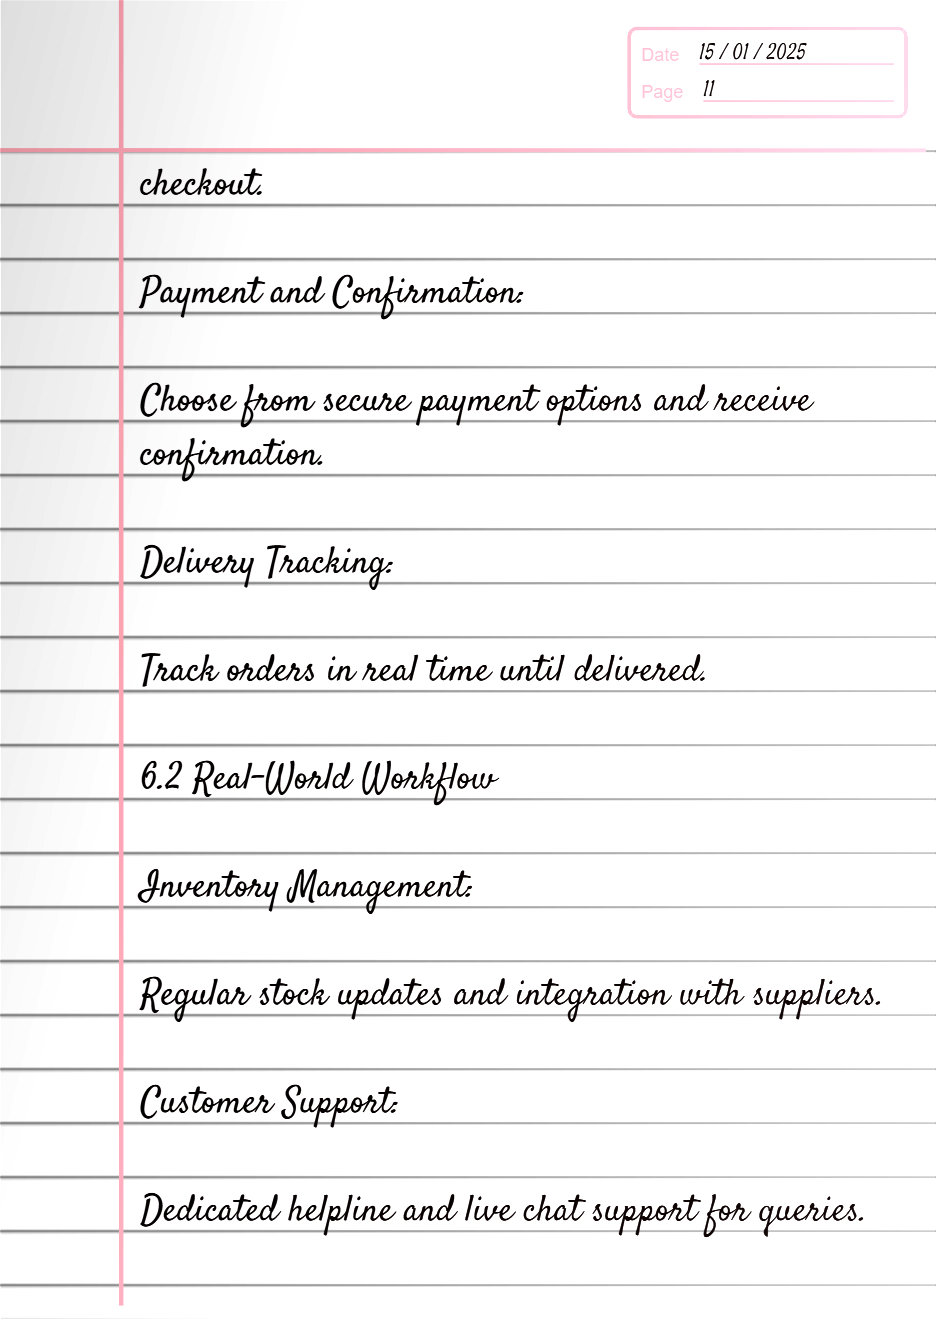 Date 15 / 01 / 2025
Page 11
checkout.
Payment and Confirmation:
Choose from secure payment options and receive
confirmation.
Delivery Tracking:
Track orders in real time until delivered.
6.2 Real-World Workflow
Inventory Management:
Regular stock updates and integration with suppliers.
Customer Support:
Dedicated helpline and live chat support for queries.